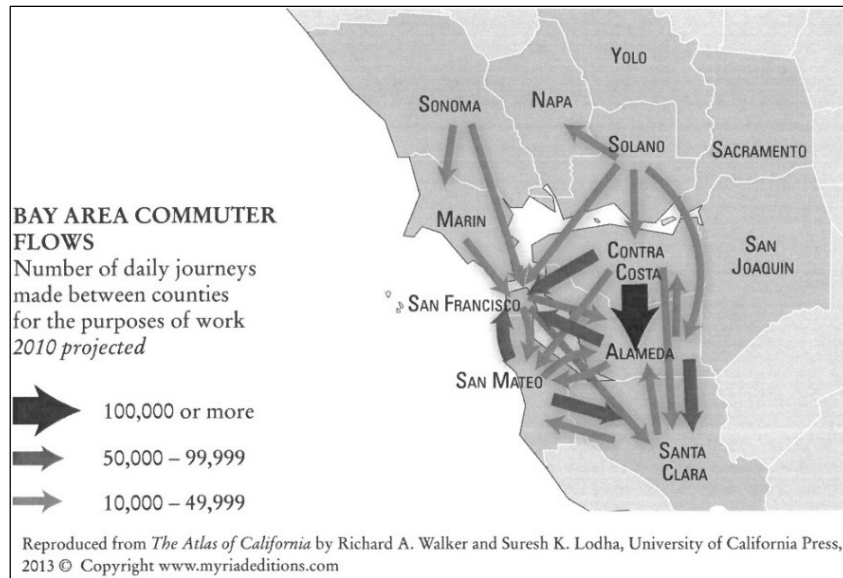 YOLO
SONOMA
NAPA
SOLANO
SACRAMENTO
MARIN
CONTRA
COSTA
SAN
JOAQUIN
SAN FRANCISCO
ALAMEDA
SAN MATEO
SANTA
CLARA
BAY AREA COMMUTER
FLOWS
Number of daily journeys
made between counties
for the purposes of work
2010 projected
100,000 or more
50,000 – 99,999
10,000 – 49,999
Reproduced from The Atlas of California by Richard A. Walker and Suresh K. Lodha, University of California Press,
2013 © Copyright www.myriadeditions.com